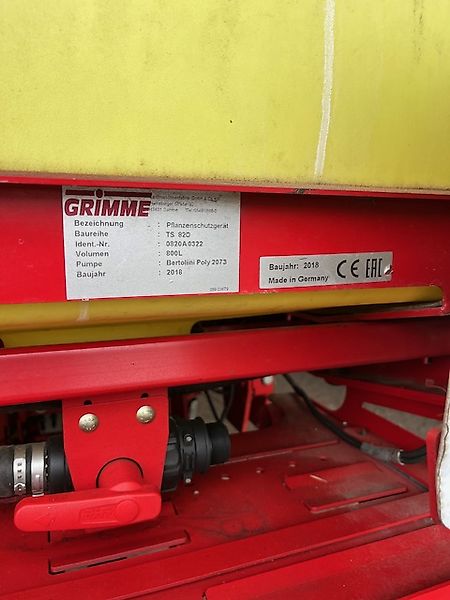 GRIMME
Bezeichnung : Pflanzenschutzgerät
Baureihe : TS 82D
Ident.-Nr. : 0820A0322
Volumen : 800L
Pumpe : Bertolini Poly 2073
Baujahr : 2018
Baujahr: 2018
Made in Germany
CE EAC